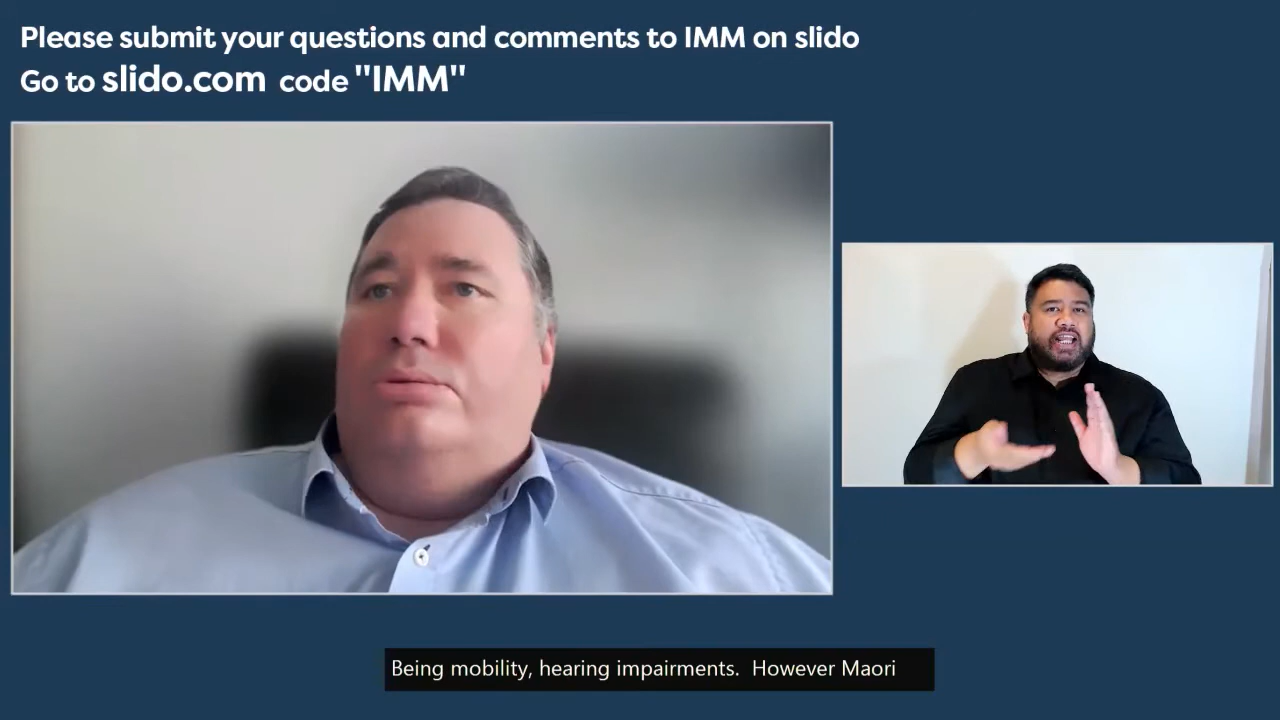 Please submit your questions and comments to IMM on slido
Go to slido.com code "IMM"
Being mobility, hearing impairments.  However Maori